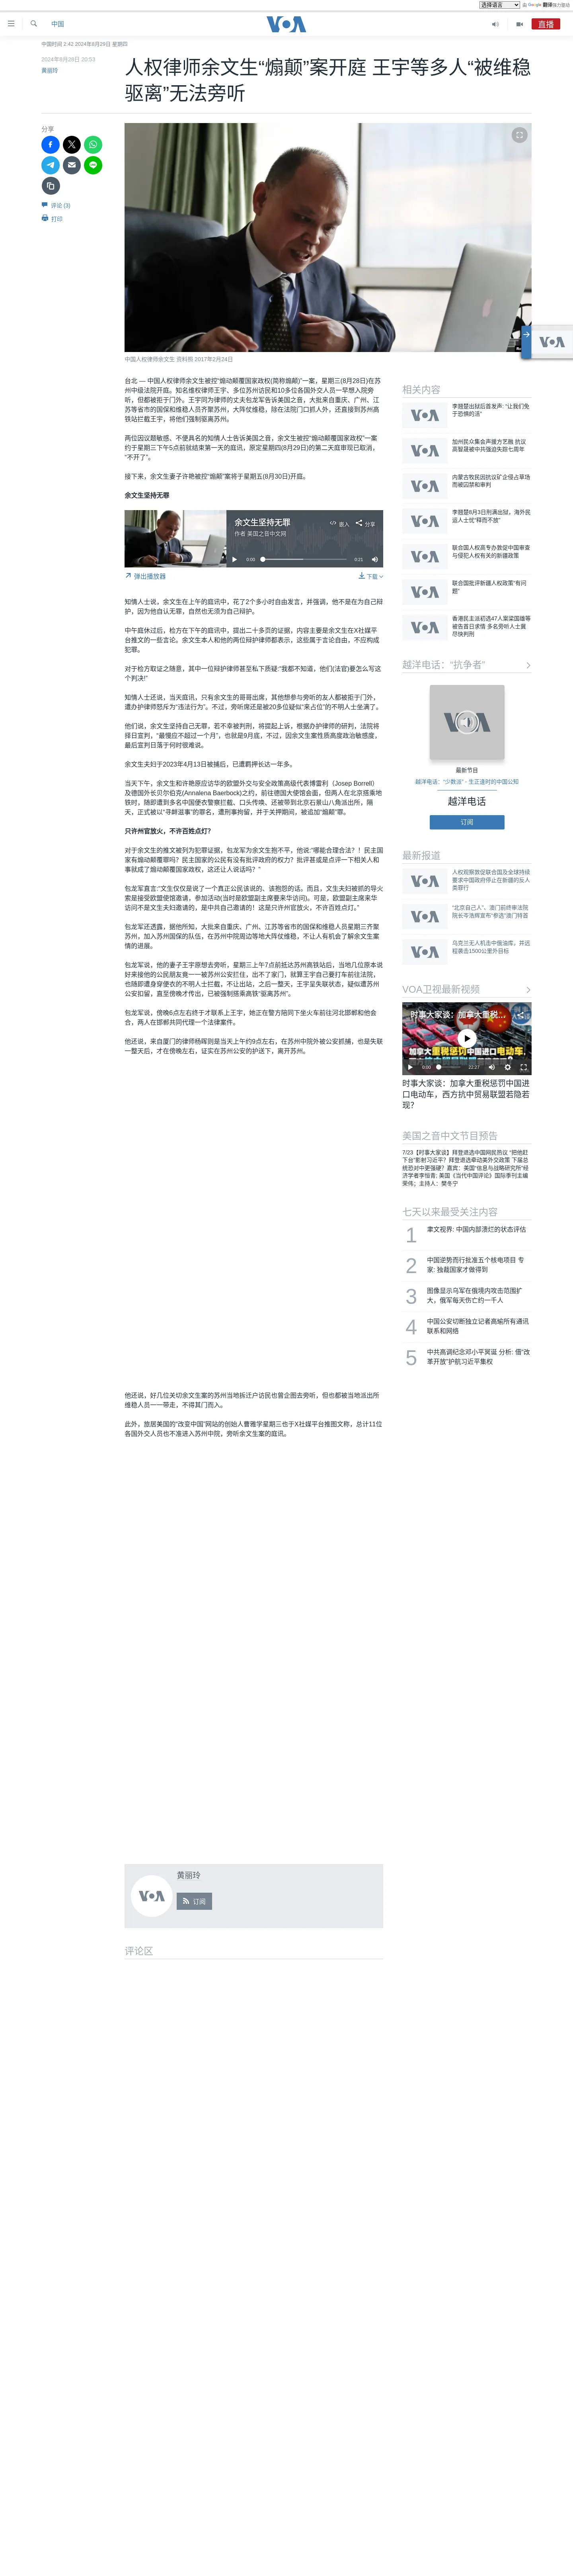 选择语言
由 Google 翻译强力驱动
中国
VOA
直播
中国时间 2:42 2024年8月29日 星期四
2024年8月28日 20:53
黄丽玲
人权律师余文生“煽颠”案开庭 王宇等多人“被维稳
驱离”无法旁听
分享
评论 (3)
打印
中国人权律师余文生 资料照 2017年2月24日
台北 — 中国人权律师余文生被控“煽动颠覆国家政权(简称煽颠)”一案，星期三(8月28日)在苏
州中级法院开庭。知名维权律师王宇、多位苏州访民和10多位各国外交人员一早想入院旁
听，但都被拒于门外。王宇同为律师的丈夫包龙军告诉美国之音，大批来自重庆、广州、江
苏等省市的国保和维稳人员齐聚苏州，大阵仗维稳，除在法院门口抓人外，还直接到苏州高
铁站拦截王宇，将他们强制驱离苏州。
两位因议题敏感、不便具名的知情人士告诉美国之音，余文生被控“煽动颠覆国家政权”一案
约于星期三下午5点前就结束了第一天的庭讯，原定星期四(8月29日)的第二天庭审现已取消，
“不开了”。
接下来，余文生妻子许艳被控“煽颠”案将于星期五(8月30日)开庭。
余文生坚持无罪
余文生坚持无罪
作者 美国之音中文网
嵌入
分享
0:00
0:21
弹出播放器
下载
知情人士说，余文生在上午的庭讯中，花了2个多小时自由发言，并强调，他不是在为自己辩
护，因为他自认无罪，自然也无须为自己辩护。
中午庭休过后，检方在下午的庭讯中，提出二十多页的证据，内容主要是余文生在X社媒平
台推文的一些言论。余文生本人和他的两位辩护律师都表示，这些属于言论自由，不应构成
犯罪。
对于检方取证之随意，其中一位辩护律师甚至私下质疑:“我都不知道，他们(法官)要怎么写这
个判决!”
知情人士还说，当天庭讯，只有余文生的哥哥出席，其他想参与旁听的友人都被拒于门外，
遭办护律师怒斥为“违法行为”。不过，旁听席还是被20多位疑似“来占位”的不明人士坐满了。
他们说，余文生坚持自己无罪，若不幸被判刑，将提起上诉，根据办护律师的研判，法院将
择日宣判，“最慢应不超过一个月”，也就是9月底，不过，因余文生案性质高度政治敏感度，
最后宣判日落于何时很难说。
余文生夫妇于2023年4月13日被捕后，已遭羁押长达一年多。
当天下午，余文生和许艳原应访华的欧盟外交与安全政策高级代表博雷利（Josep Borrell）
及德国外长贝尔伯克(Annalena Baerbock)之约，前往德国大使馆会面，但两人在北京搭乘地
铁时，随即遭到多名中国便衣警察拦截、口头传唤、还被带到北京石景山八角派出所，隔
天，正式被以“寻衅滋事”的罪名，遭刑事拘留，并于关押期间，被追加“煽颠”罪。
只许州官放火，不许百姓点灯?
对于余文生的推文被列为犯罪证据，包龙军为余文生抱不平，他说:“哪能合理合法？！民主国
家有煽动颠覆罪吗？民主国家的公民有没有批评政府的权力？批评甚或是点评一下相关人和
事就成了煽动颠覆国家政权，这还让人说话吗？”
包龙军直言:“文生仅仅是说了一个真正公民该说的、该抱怨的话。而且，文生夫妇被抓的导火
索是接受欧盟使馆邀请，参加活动(当时是欧盟副主席要来华访问)。可是，欧盟副主席来华
访问不是文生夫妇邀请的，是中共自己邀请的！这是只许州官放火，不许百姓点灯。”
包龙军还透露，据他所知，大批来自重庆、广州、江苏等省市的国保和维稳人员星期三齐聚
苏州，加入苏州国保的队伍，在苏州中院周边等地大阵仗维稳，不让人有机会了解余文生案
情的进展。
包龙军说，他的妻子王宇原想去旁听，星期三上午7点前抵达苏州高铁站后，当地几位原本说
好来接他的公民朋友竟一一被苏州公安拦住，出不了家门，就算王宇自己要打车前往法院，
也随即遭身穿便衣的不明人士拦截，不让出站，之后一整天，王宇呈失联状态，疑似遭苏州
公安扣留，直至傍晚才传出，已被强制搭乘高铁“驱离苏州”。
包龙军说，傍晚6点左右终于才联系上王宇，她正在警方陪同下坐火车前往河北邯郸和他会
合，两人在邯郸共同代理一个法律案件。
他还说，来自厦门的律师杨晖则是当天上午约9点左右，在苏州中院外被公安抓捕，也是失联
一整天后，才在傍晚左右，证实在苏州公安的护送下，离开苏州。
他还说，好几位关切余文生案的苏州当地拆迁户访民也曾企图去旁听，但也都被当地派出所
维稳人员一一带走，不得其门而入。
此外，旅居美国的“改变中国”网站的创始人曹雅学星期三也于X社媒平台推图文称，总计11位
各国外交人员也不准进入苏州中院，旁听余文生案的庭讯。
黄丽玲
订阅
评论区
相关内容
李翘楚出狱后首发声: “让我们免
于恐惧的活”
加州民众集会声援方艺融 抗议
高智晟被中共强迫失踪七周年
内蒙古牧民因抗议矿企侵占草场
而被囚禁和审判
李翘楚8月3日刑满出狱，海外民
运人士忧“释而不放”
联合国人权高专办敦促中国审查
与侵犯人权有关的新疆政策
联合国批评新疆人权政策“有问
题”
香港民主派初选47人案梁国雄等
被告首日求情 多名旁听人士冀
尽快判刑
越洋电话：“抗争者”
最新节目
越洋电话：“少数派” - 生正逢时的中国公知
越洋电话
订阅
最新报道
人权观察敦促联合国及全球持续
要求中国政府停止在新疆的反人
类罪行
“北京自己人”、澳门前终审法院
院长岑浩辉宣布“参选”澳门特首
乌克兰无人机击中俄油库，并远
程袭击1500公里外目标
VOA卫视最新视频
时事大家谈：加拿大重税...
加拿大重税惩罚中国进口电动车，
0:00
22:27
时事大家谈：加拿大重税惩罚中国进
口电动车，西方抗中贸易联盟若隐若
现？
美国之音中文节目预告
7/23【时事大家谈】拜登退选中国网民热议 “把他赶
下台”影射习近平？拜登退选牵动美外交政策 下届总
统恐对中更强硬？嘉宾：美国“信息与战略研究所”经
济学者李恒青; 美国《当代中国评论》国际季刊主编
荣伟；主持人：樊冬宁
七天以来最受关注内容
1
聿文视界: 中国内部溃烂的状态评估
2
中国逆势而行批准五个核电项目 专
家: 独裁国家才做得到
3
图像显示乌军在俄境内攻击范围扩
大，俄军每天伤亡约一千人
4
中国公安切断独立记者高瑜所有通讯
联系和网络
5
中共高调纪念邓小平冥诞 分析: 借“改
革开放”护航习近平集权